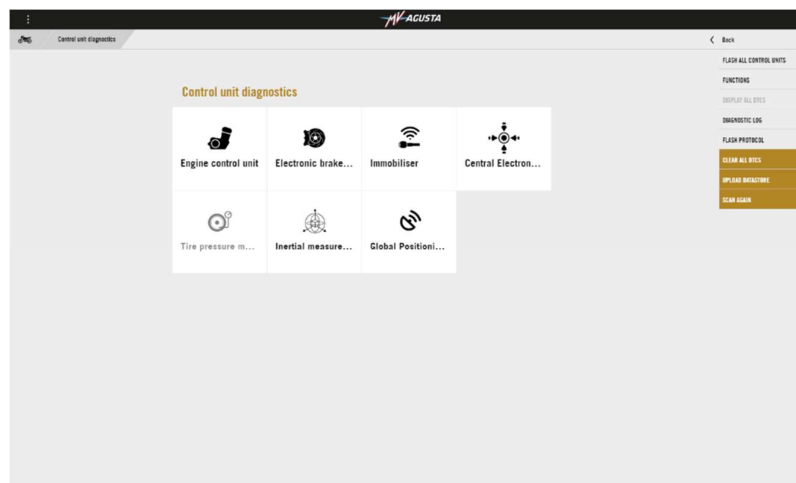 MV AGUSTA
Control unit diagnostics
Back
FLASH ALL CONTROL UNITS
FUNCTIONS
DISPLAY ALL DTCS
DIAGNOSTIC LOG
FLASH PROTOCOL
CLEAR ALL DTCS
UPLOAD DATASTORE
SCAN AGAIN
Control unit diagnostics
Engine control unit
Electronic brake...
Immobiliser
Central Electron...
Tire pressure m...
Inertial measure...
Global Positioni...